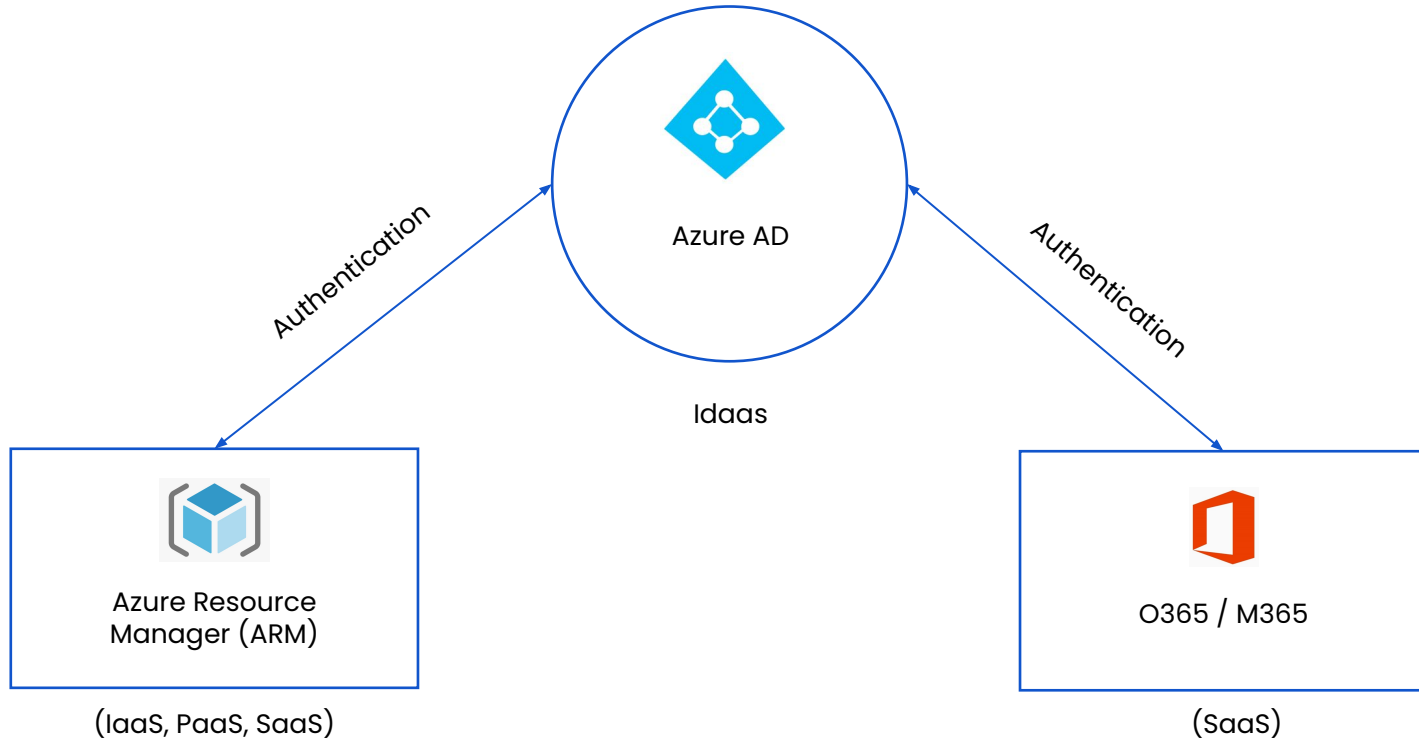 Azure AD
Authentication
Authentication
Idaas
Azure Resource
Manager (ARM)
O365 / M365
(IaaS, PaaS, SaaS)
(SaaS)